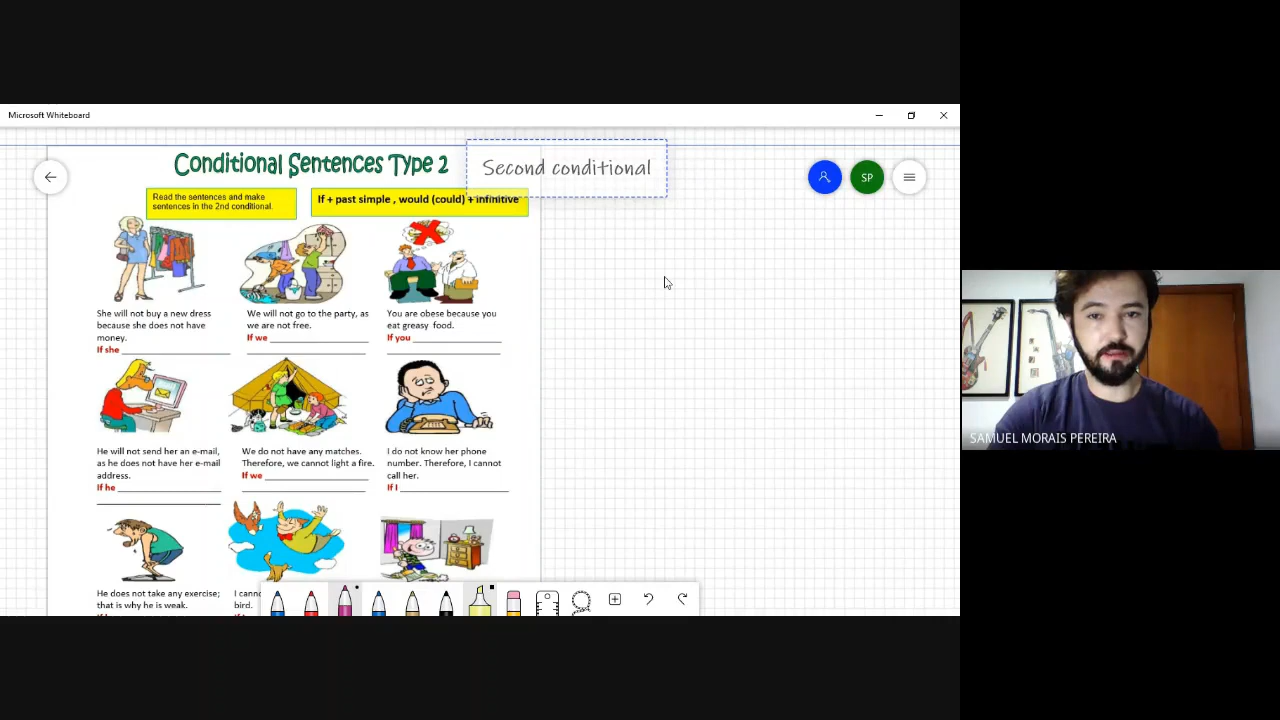 Microsoft Whiteboard
Conditional Sentences Type 2
Second conditional
SP
Read the sentences and make
sentences in the 2nd conditional.
If + past simple , would (could) + infinitive
She will not buy a new dress
because she does not have
money.
If she
We will not go to the party, as
we are not free.
If we
You are obese because you
eat greasy food.
If you
He will not send her an e-mail,
as he does not have her e-mail
address.
If he
We do not have any matches.
Therefore, we cannot light a fire.
If we
I do not know her phone
number. Therefore, I cannot
call her.
If I
He does not take any exercise;
that is why he is weak.
bird.
SAMUEL MORAIS PEREIRA